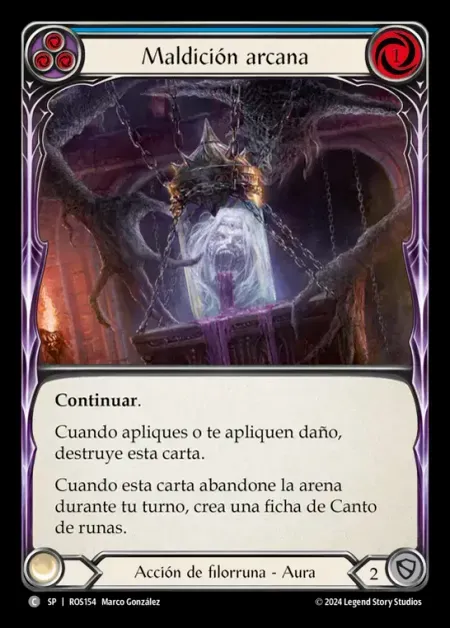 Maldición arcana
1
Continuar.
Cuando apliques o te apliquen daño,
destruye esta carta.
Cuando esta carta abandone la arena
durante tu turno, crea una ficha de Canto
de runas.
Acción de filorruna - Aura
2
C SP | ROS154 Marco González
© 2024 Legend Story Studios